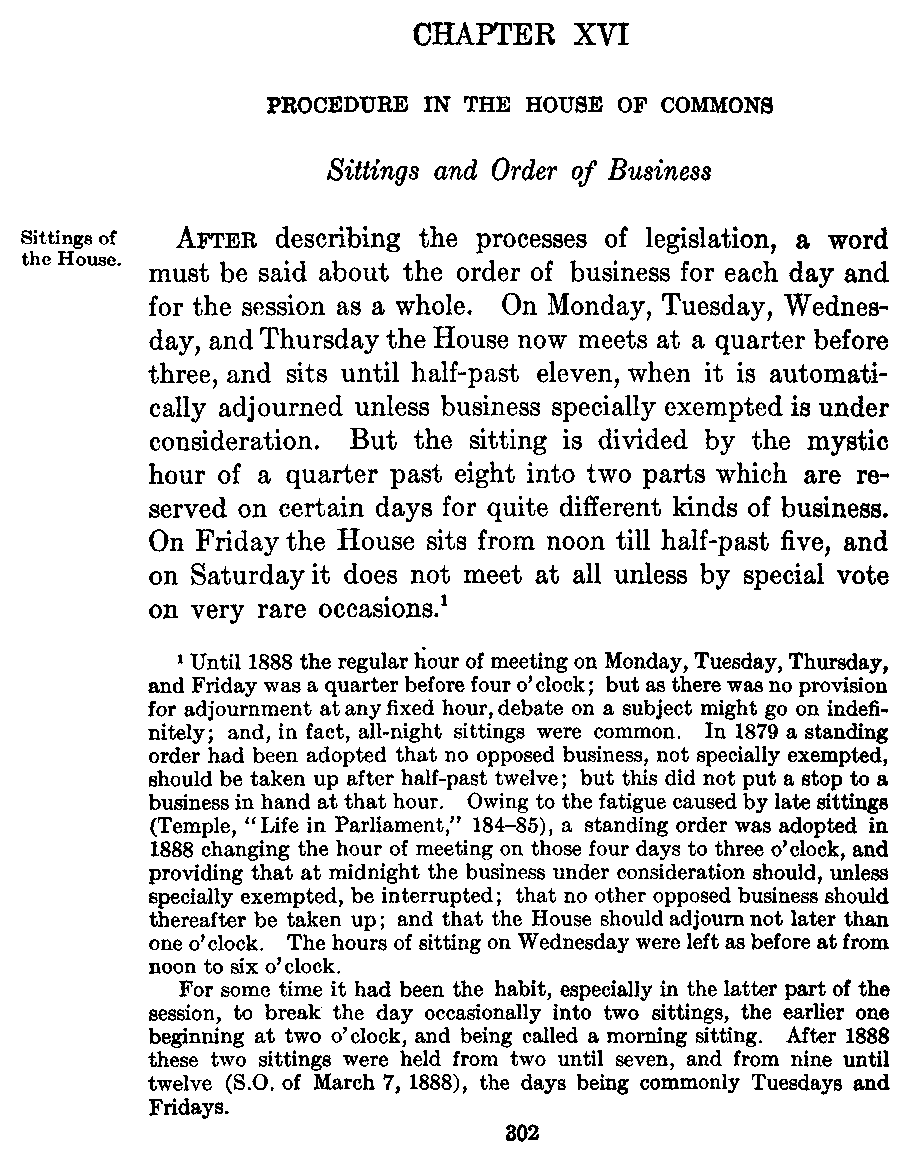 CHAPTER XVI
PROCEDURE IN THE HOUSE OF COMMONS
Sittings and Order of Business
Sittings of
the House.
AFTER describing the processes of legislation, a word
must be said about the order of business for each day and
for the session as a whole. On Monday, Tuesday, Wednes-
day, and Thursday the House now meets at a quarter before
three, and sits until half-past eleven, when it is automati-
cally adjourned unless business specially exempted is under
consideration. But the sitting is divided by the mystic
hour of a quarter past eight into two parts which are re-
served on certain days for quite different kinds of business.
On Friday the House sits from noon till half-past five, and
on Saturday it does not meet at all unless by special vote
on very rare occasions.¹
¹ Until 1888 the regular hour of meeting on Monday, Tuesday, Thursday,
and Friday was a quarter before four o'clock; but as there was no provision
for adjournment at any fixed hour, debate on a subject might go on indefi-
nitely; and, in fact, all-night sittings were common. In 1879 a standing
order had been adopted that no opposed business, not specially exempted,
should be taken up after half-past twelve; but this did not put a stop to a
business in hand at that hour. Owing to the fatigue caused by late sittings
(Temple, "Life in Parliament," 184–85), a standing order was adopted in
1888 changing the hour of meeting on those four days to three o'clock, and
providing that at midnight the business under consideration should, unless
specially exempted, be interrupted; that no other opposed business should
thereafter be taken up; and that the House should adjourn not later than
one o'clock. The hours of sitting on Wednesday were left as before at from
noon to six o'clock.
For some time it had been the habit, especially in the latter part of the
session, to break the day occasionally into two sittings, the earlier one
beginning at two o'clock, and being called a morning sitting. After 1888
these two sittings were held from two until seven, and from nine until
twelve (S.O. of March 7, 1888), the days being commonly Tuesdays and
Fridays.
302